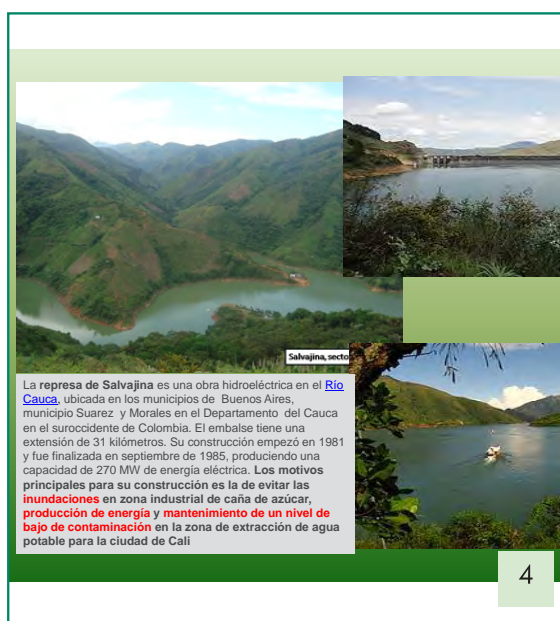 Salvajina, secto
La represa de Salvajina es una obra hidroeléctrica en el Río
Cauca, ubicada en los municipios de Buenos Aires,
municipio Suarez y Morales en el Departamento del Cauca
en el suroccidente de Colombia. El embalse tiene una
extensión de 31 kilómetros. Su construcción empezó en 1981
y fue finalizada en septiembre de 1985, produciendo una
capacidad de 270 MW de energía eléctrica. Los motivos
principales para su construcción es la de evitar las
inundaciones en zona industrial de caña de azúcar,
producción de energía y mantenimiento de un nivel de
bajo de contaminación en la zona de extracción de agua
potable para la ciudad de Cali
4